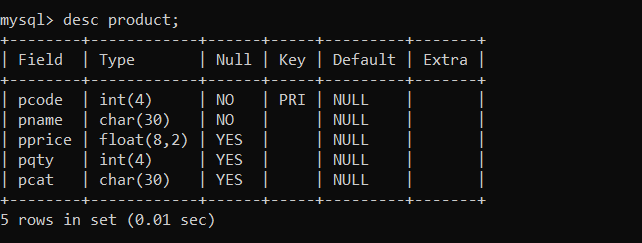 mysql> desc product;
+--------+------------+------+-----+---------+-------+
| Field  | Type       | Null | Key | Default | Extra |
+--------+------------+------+-----+---------+-------+
| pcode  | int(4)     | NO   | PRI | NULL    |       |
| pname  | char(30)   | NO   |     | NULL    |       |
| pprice | float(8,2) | YES  |     | NULL    |       |
| pqty   | int(4)     | YES  |     | NULL    |       |
| pcat   | char(30)   | YES  |     | NULL    |       |
+--------+------------+------+-----+---------+-------+
5 rows in set (0.01 sec)